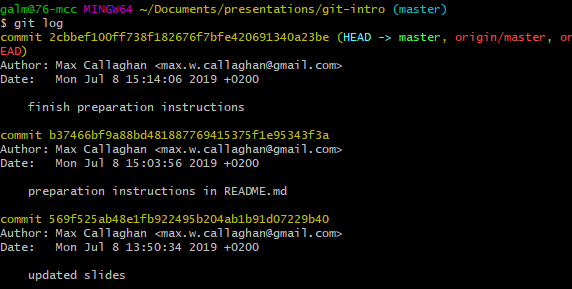 galm@76-mcc MINGW64 ~/Documents/presentations/git-intro (master)
$ git log
commit 2cbbef100ff738f182676f7bfe420691340a23be (HEAD -> master, origin/master, or
EAD)
Author: Max Callaghan <max.w.callaghan@gmail.com>
Date:   Mon Jul 8 15:14:06 2019 +0200
finish preparation instructions
commit b37466bf9a88bd481887769415375f1e95343f3a
Author: Max Callaghan <max.w.callaghan@gmail.com>
Date:   Mon Jul 8 15:03:56 2019 +0200
preparation instructions in README.md
commit 569f525ab48e1fb922495b204ab1b91d07229b40
Author: Max Callaghan <max.w.callaghan@gmail.com>
Date:   Mon Jul 8 13:50:34 2019 +0200
updated slides